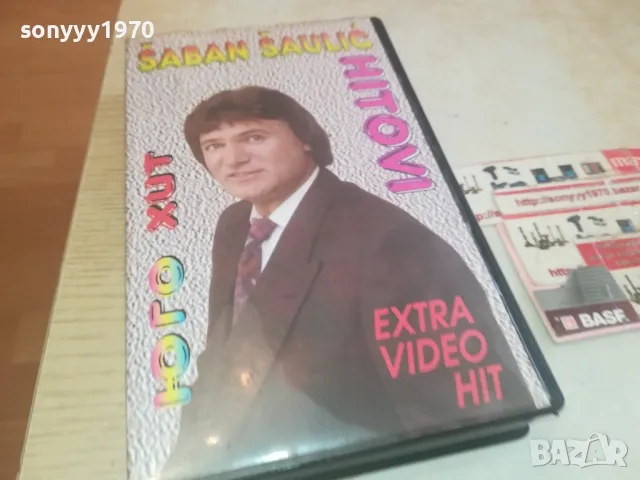 sonyyy1970
ŠABAN ŠAULIĆ
HITOVI
ЮГО ХИТ
EXTRA
VIDEO
HIT
BASF
BAZAR